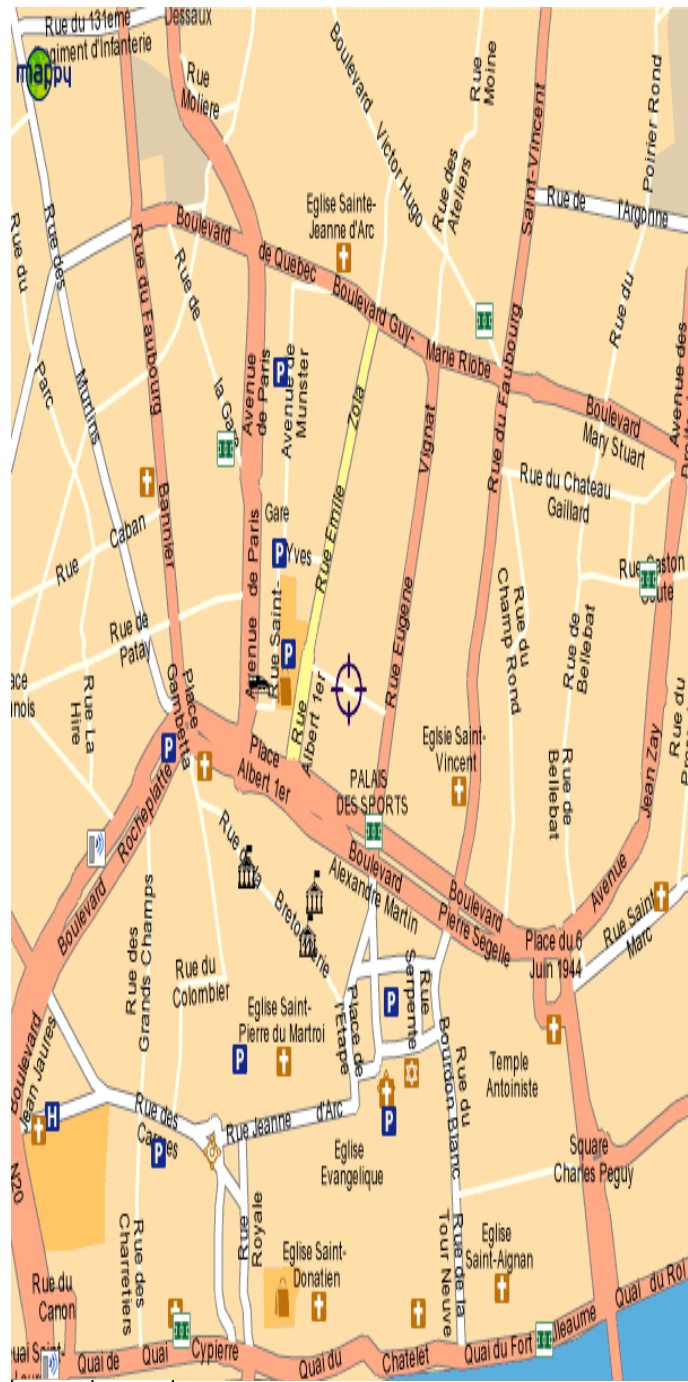 Rue du 131eme
Dessaux
giment d'Infanterie
mappy
Rue
Moliere
Boulevard
Victor Hugo
Rue
Moine
Rue des
Ateliers
Saint-Vincent
Poirier Rond
Rue de
l'Argonne
Eglise Sainte-
Jeanne d'Arc
Boulevard
de Quebec
Boulevard Guy-
Marie Riobe
Boulevard
Mary Stuart
Rue du
Rue des
Murlins
Rue du
Parc
Rue du Faubourg
Bannier
Rue de
la Gare
Avenue
de Paris
Avenue de
Munster
P
Rue Emile
Zola
Vignat
Rue du Faubourg
Avenue des
Rue du Chateau
Gaillard
Rue
Caban
Gare
P
Yves
Avenue de Paris
Rue Saint-
P
Rue Eugene
Rue du
Champ Rond
Rue de
Bellebat
Rue Gaston
Coute
Rue de
Patay
ace
nois
Rue La
Hire
Place
Gambetta
P
Rue
Albert 1er
Place
Albert 1er
Eglsie Saint-
Vincent
PALAIS
DES SPORTS
Rue de
Bellebat
Jean Zay
Avenue
Rue du
Boulevard
Rocheplatte
Rue de la
Bretonnerie
Boulevard
Alexandre Martin
Boulevard
Pierre Segelle
Place du 6
Juin 1944
Rue Saint
Marc
Rue des
Grands Champs
Rue du
Colombier
Place de
l'Etape
P
Rue
Serpente
Boulevard
Jean Jaures
Eglise Saint-
Pierre du Martroi
P
Rue du
Bourdon Blanc
Temple
Antoiniste
H
Rue des
Carmes
P
Rue Jeanne
d'Arc
P
Eglise
Evangelique
Square
Charles Peguy
N20
Rue
Royale
Rue des
Charretiers
Rue de la
Tour Neuve
Eglise
Saint-Aignan
Eglise Saint-
Donatien
Rue du
Canon
Quai de
Quai
Cypierre
Quai du
Chatelet
Quai du Fort
lleaume
Quai du Roi